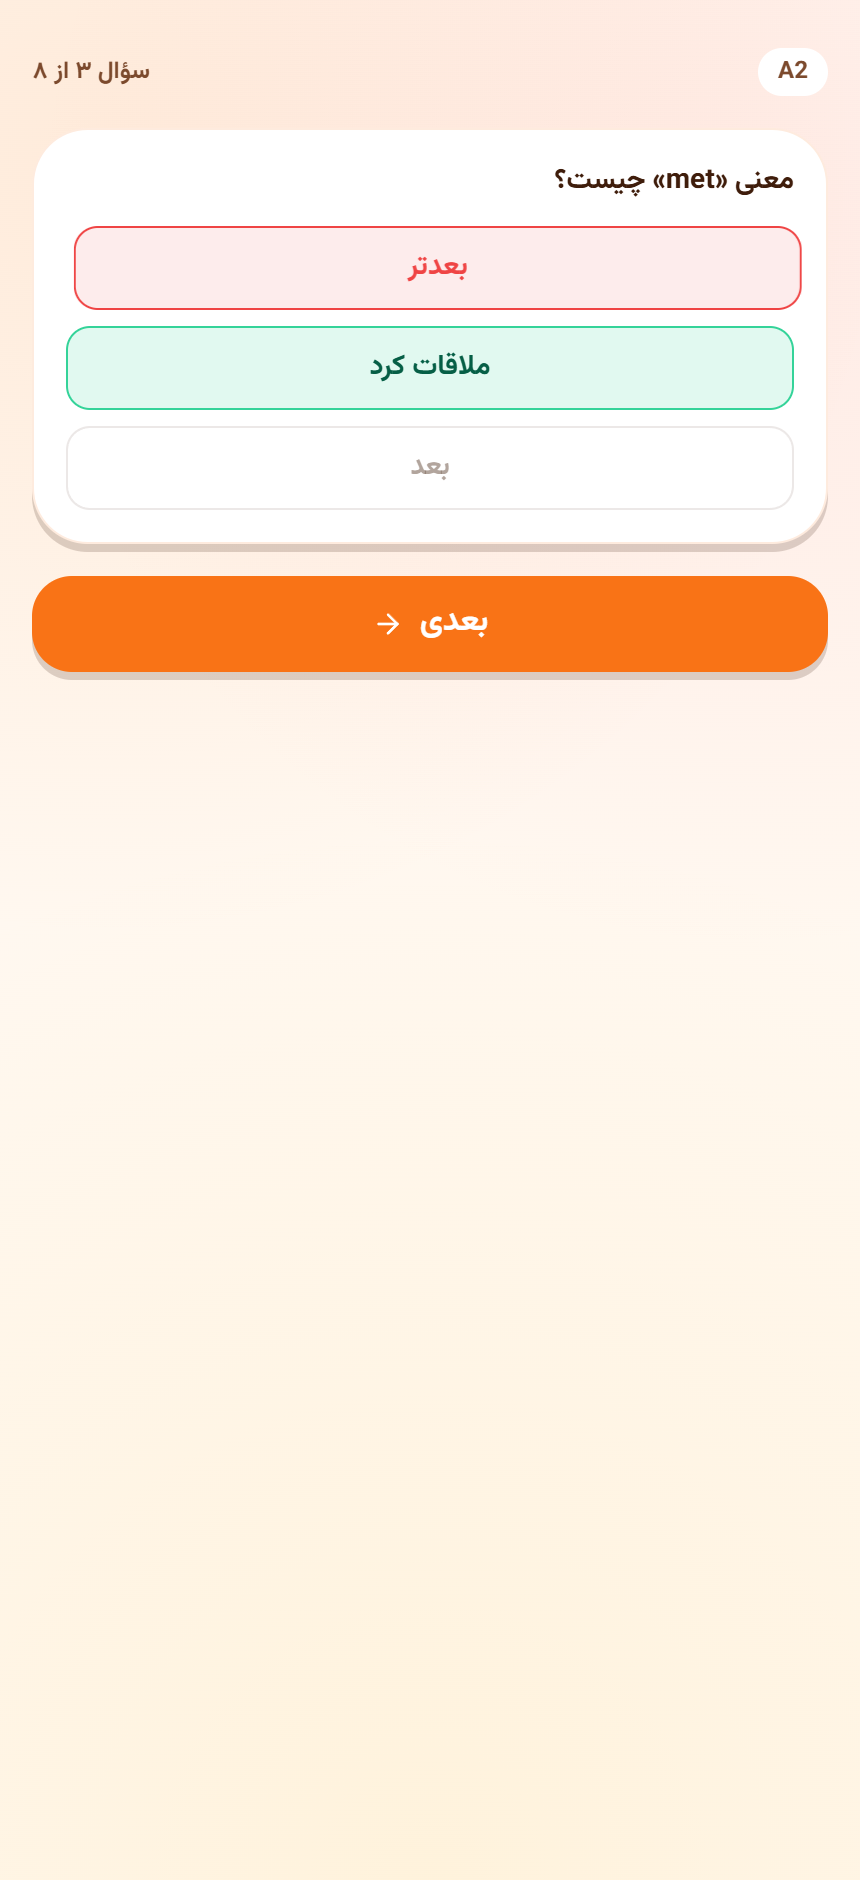 A2
سؤال ۳ از ۸
معنی «met» چیست؟
بعدتر
ملاقات کرد
بعد
بعدی →